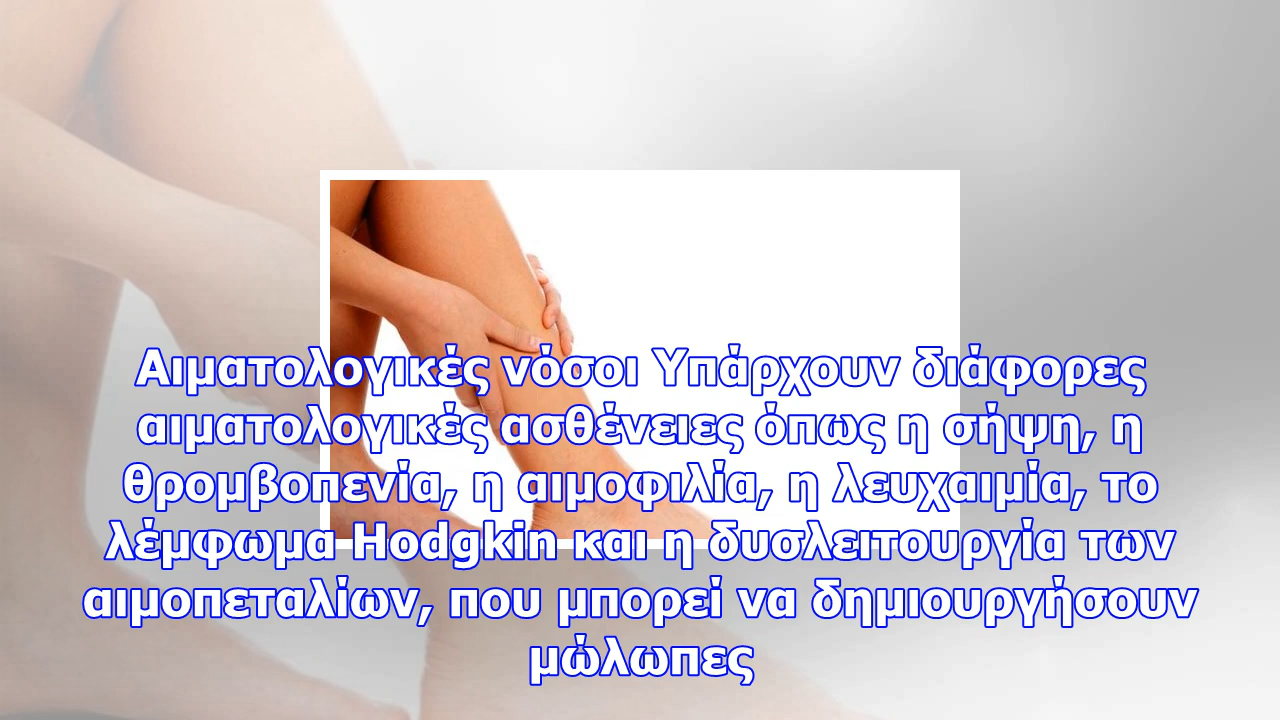 Αιματολογικές νόσοι Υπάρχουν διάφορες
αιματολογικές ασθένειες όπως η σήψη, η
θρομβοπενία, η αιμοφιλία, η λευχαιμία, το
λέμφωμα Hodgkin και η δυσλειτουργία των
αιμοπεταλίων, που μπορεί να δημιουργήσουν
μώλωπες